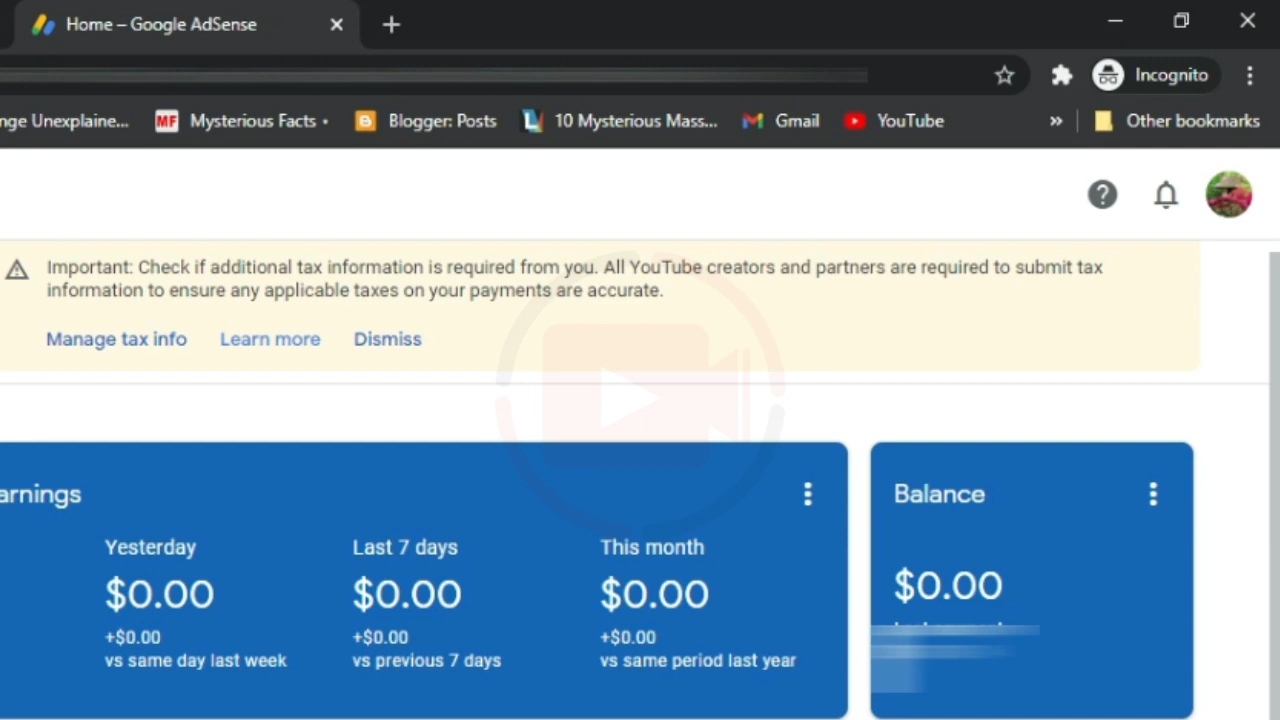 Home – Google AdSense
Incognito
nge Unexplaine...
MF Mysterious Facts •
Blogger: Posts
10 Mysterious Mass...
Gmail
YouTube
»
Other bookmarks
Important: Check if additional tax information is required from you. All YouTube creators and partners are required to submit tax
information to ensure any applicable taxes on your payments are accurate.
Manage tax info Learn more Dismiss
arnings
Yesterday
$0.00
+$0.00
vs same day last week
Last 7 days
$0.00
+$0.00
vs previous 7 days
This month
$0.00
+$0.00
vs same period last year
Balance
$0.00